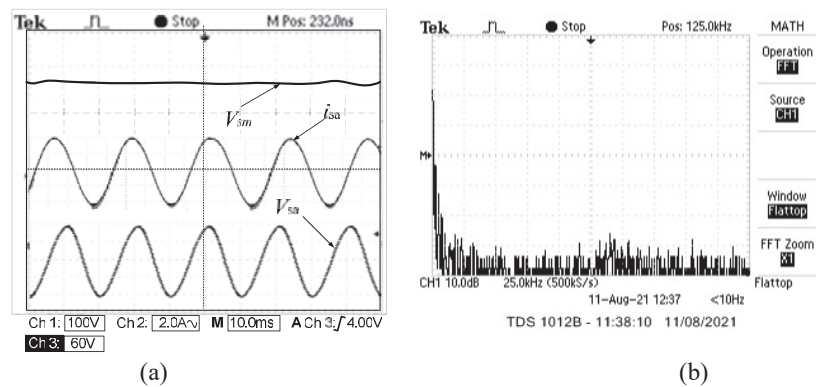 Tek Stop M Pos: 232.0ns
Vsm
isa
Vsa
Ch 1: 100V Ch 2: 2.0A∿ M 10.0ms A Ch 3:∫ 4.00V
Ch 3: 60V
(a)
Tek Stop Pos: 125.0kHz MATH
Operation
FFT
Source
CH1
M
Window
Flattop
FFT Zoom
X1
CH1 10.0dB 25.0kHz (500kS/s) Flattop
11-Aug-21 12:37 <10Hz
TDS 1012B - 11:38:10 11/08/2021
(b)